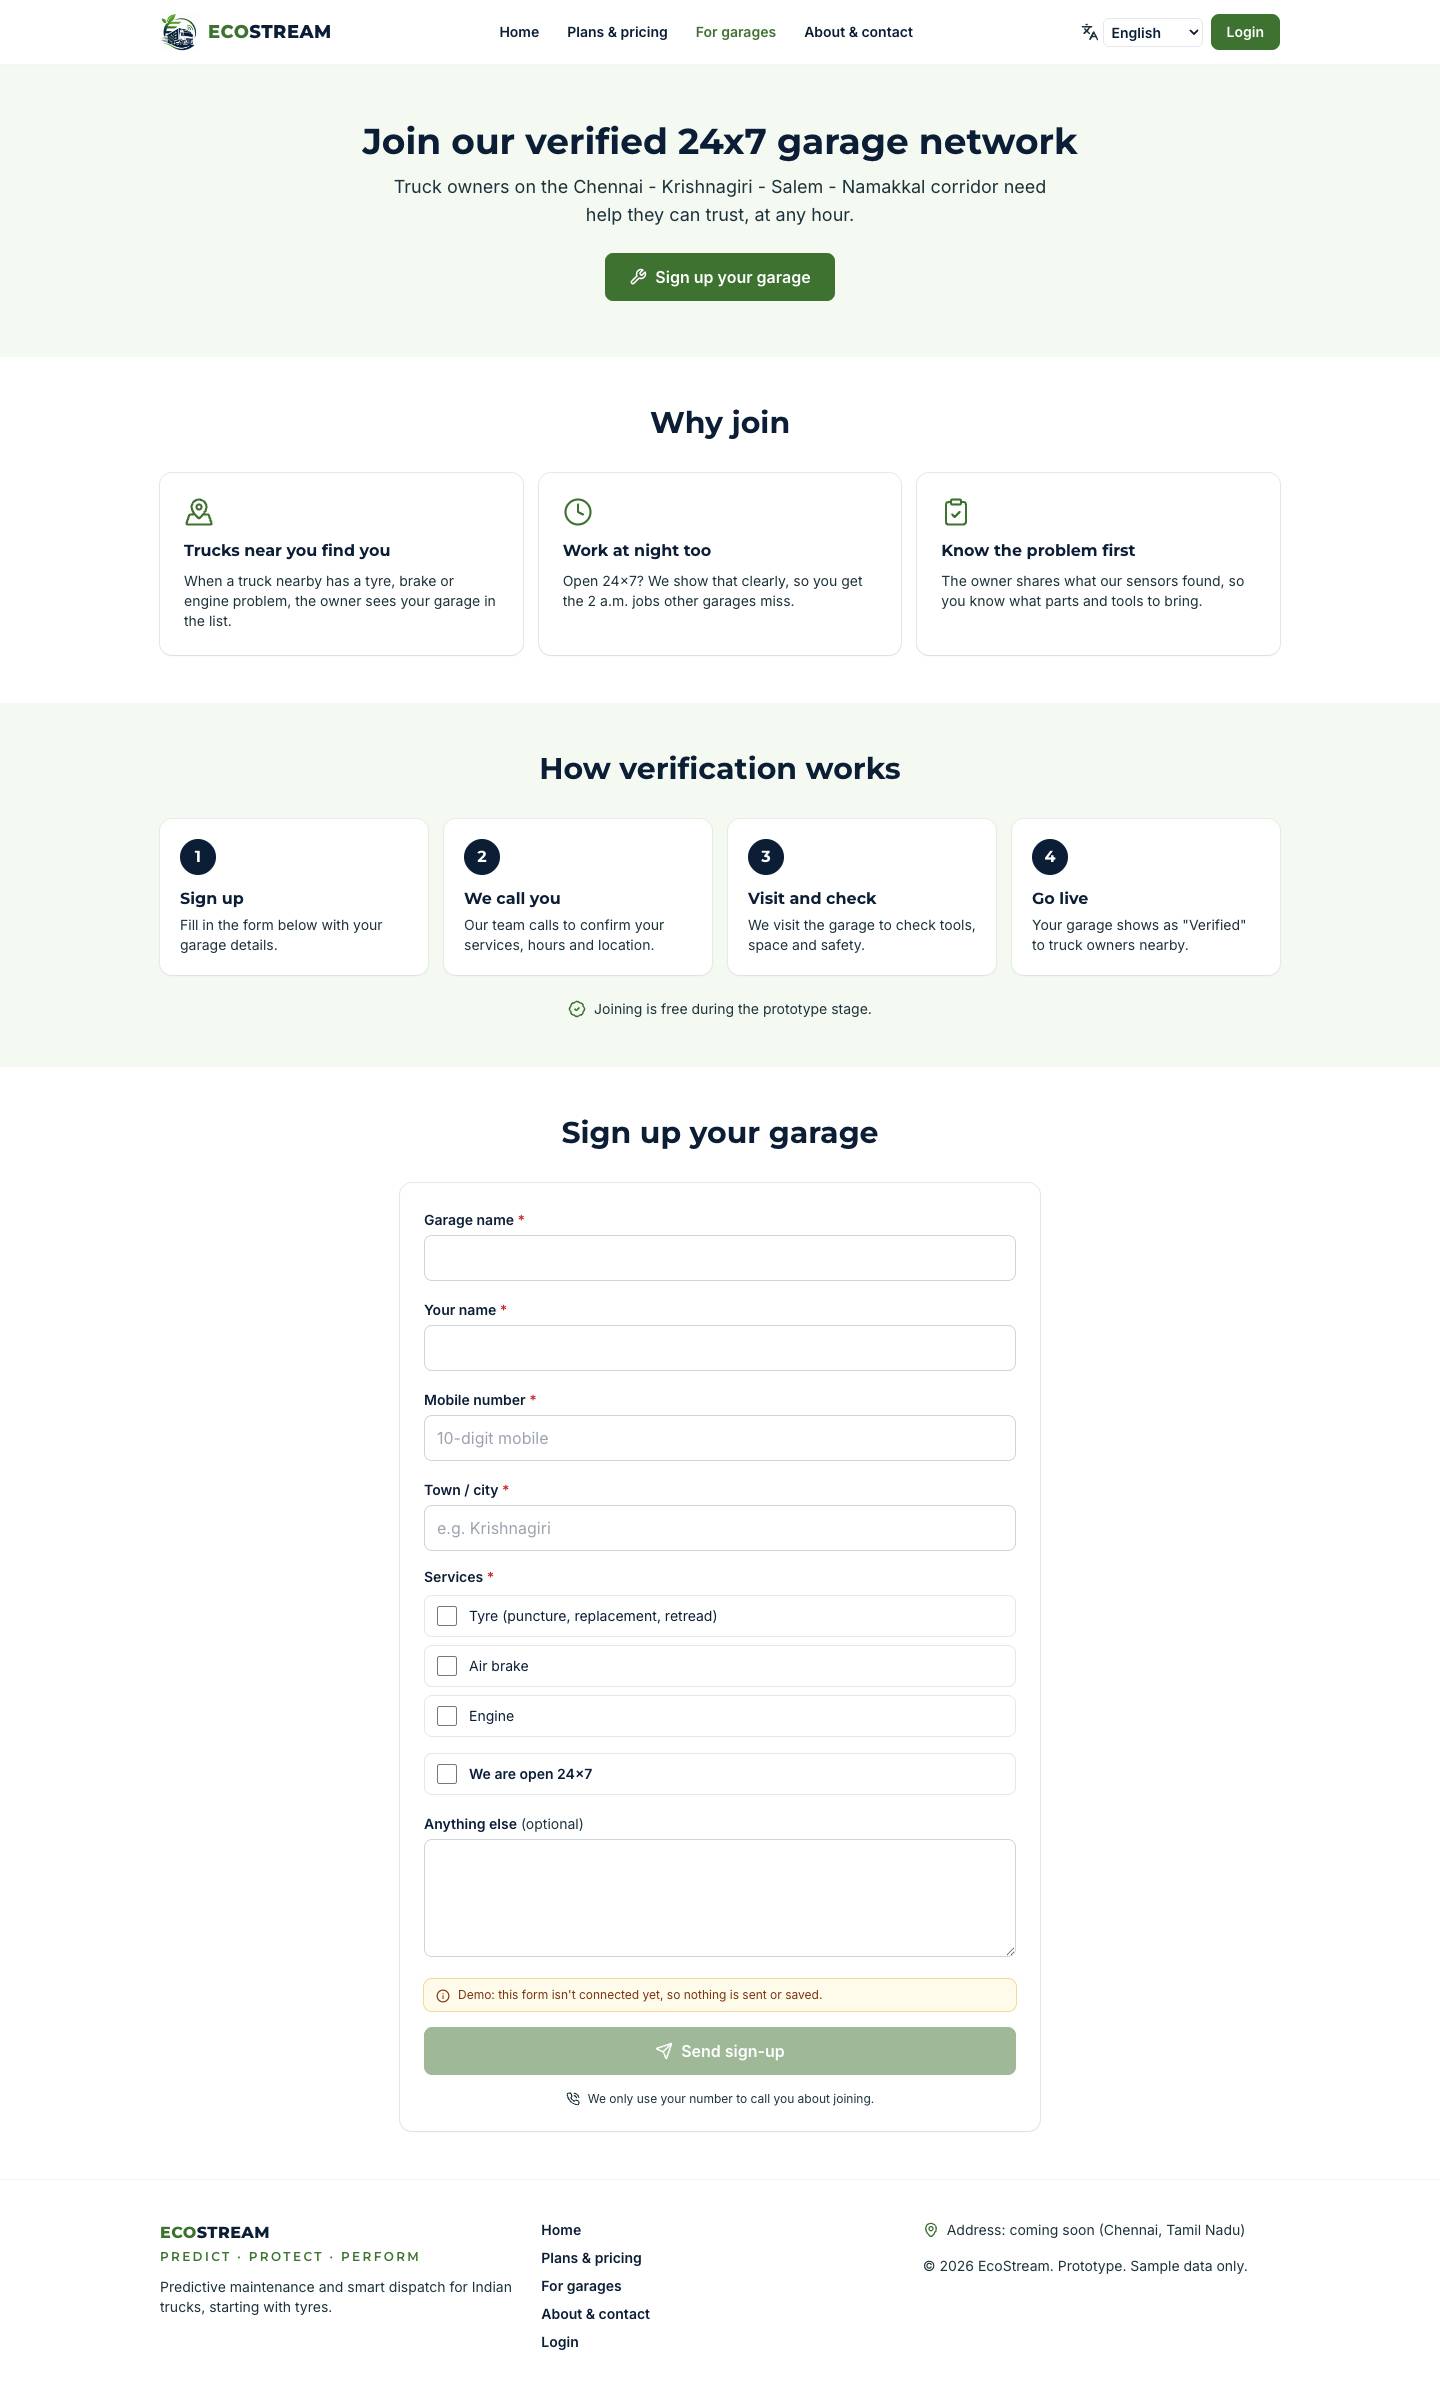 ECOSTREAM
Home
Plans & pricing
For garages
About & contact
English
Login
Join our verified 24x7 garage network
Truck owners on the Chennai - Krishnagiri - Salem - Namakkal corridor need
help they can trust, at any hour.
Sign up your garage
Why join
Trucks near you find you
When a truck nearby has a tyre, brake or
engine problem, the owner sees your garage in
the list.
Work at night too
Open 24×7? We show that clearly, so you get
the 2 a.m. jobs other garages miss.
Know the problem first
The owner shares what our sensors found, so
you know what parts and tools to bring.
How verification works
1
Sign up
Fill in the form below with your
garage details.
2
We call you
Our team calls to confirm your
services, hours and location.
3
Visit and check
We visit the garage to check tools,
space and safety.
4
Go live
Your garage shows as "Verified"
to truck owners nearby.
Joining is free during the prototype stage.
Sign up your garage
Garage name *
Your name *
Mobile number *
10-digit mobile
Town / city *
e.g. Krishnagiri
Services *
Tyre (puncture, replacement, retread)
Air brake
Engine
We are open 24×7
Anything else (optional)
Demo: this form isn't connected yet, so nothing is sent or saved.
Send sign-up
We only use your number to call you about joining.
ECOSTREAM
PREDICT · PROTECT · PERFORM
Predictive maintenance and smart dispatch for Indian
trucks, starting with tyres.
Home
Plans & pricing
For garages
About & contact
Login
Address: coming soon (Chennai, Tamil Nadu)
© 2026 EcoStream. Prototype. Sample data only.